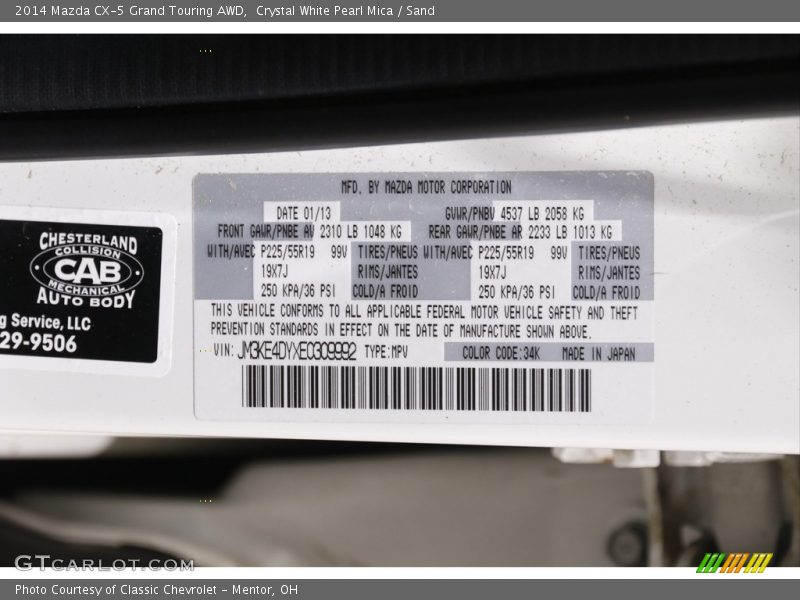 2014 Mazda CX-5 Grand Touring AWD, Crystal White Pearl Mica / Sand
MFD. BY MAZDA MOTOR CORPORATION
DATE 01/13 GVWR/PNBV 4537 LB 2058 KG
FRONT GAWR/PNBE AV 2310 LB 1048 KG REAR GAWR/PNBE AR 2233 LB 1013 KG
WITH/AVEC P225/55R19 99V TIRES/PNEUS WITH/AVEC P225/55R19 99V TIRES/PNEUS
19X7J RIMS/JANTES 19X7J RIMS/JANTES
250 KPA/36 PSI COLD/A FROID 250 KPA/36 PSI COLD/A FROID
THIS VEHICLE CONFORMS TO ALL APPLICABLE FEDERAL MOTOR VEHICLE SAFETY AND THEFT
PREVENTION STANDARDS IN EFFECT ON THE DATE OF MANUFACTURE SHOWN ABOVE.
VIN: JM3KE4DYXE0309992 TYPE:MPV COLOR CODE:34K MADE IN JAPAN
CHESTERLAND
COLLISION
CAB
MECHANICAL
AUTO BODY
g Service, LLC
29-9506
GTCARLOT.COM
Photo Courtesy of Classic Chevrolet - Mentor, OH